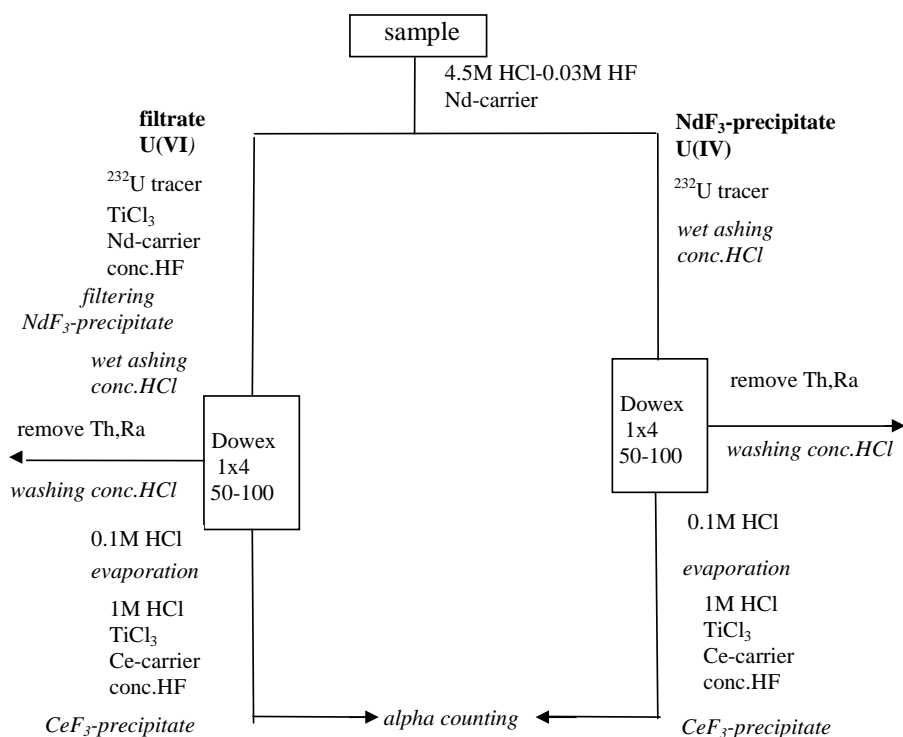 sample
4.5M HCl-0.03M HF
Nd-carrier
filtrate
U(VI)
²³²U tracer
TiCl₃
Nd-carrier
conc.HF
filtering
NdF₃-precipitate
wet ashing
conc.HCl
remove Th,Ra
washing conc.HCl
Dowex
1x4
50-100
0.1M HCl
evaporation
1M HCl
TiCl₃
Ce-carrier
conc.HF
CeF₃-precipitate
NdF₃-precipitate
U(IV)
²³²U tracer
wet ashing
conc.HCl
Dowex
1x4
50-100
remove Th,Ra
washing conc.HCl
0.1M HCl
evaporation
1M HCl
TiCl₃
Ce-carrier
conc.HF
CeF₃-precipitate
alpha counting